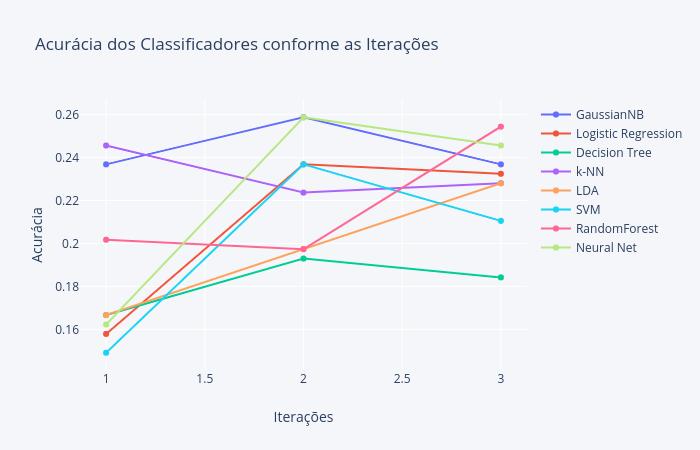 Acurácia dos Classificadores conforme as Iterações
0.26
0.24
0.22
0.2
0.18
0.16
Acurácia
1
1.5
2
2.5
3
Iterações
GaussianNB
Logistic Regression
Decision Tree
k-NN
LDA
SVM
RandomForest
Neural Net